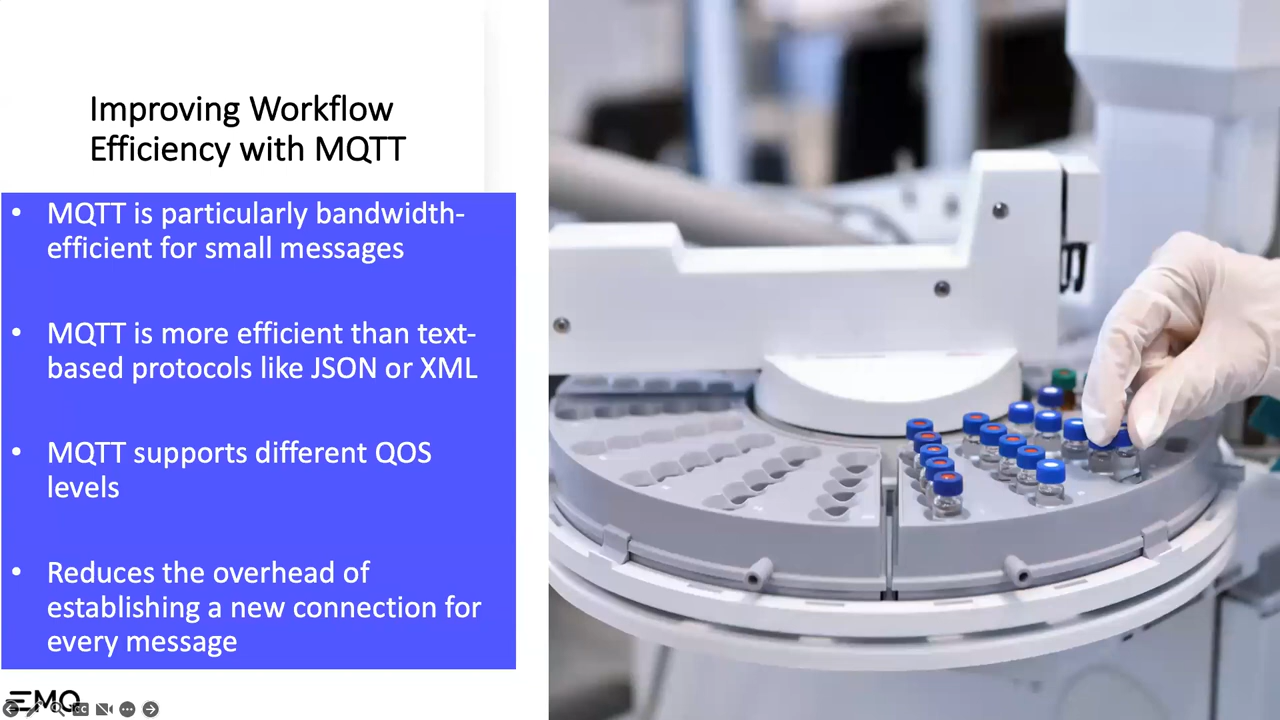 Improving Workflow
Efficiency with MQTT
• MQTT is particularly bandwidth-
efficient for small messages
• MQTT is more efficient than text-
based protocols like JSON or XML
• MQTT supports different QOS
levels
• Reduces the overhead of
establishing a new connection for
every message
EMQ
CC